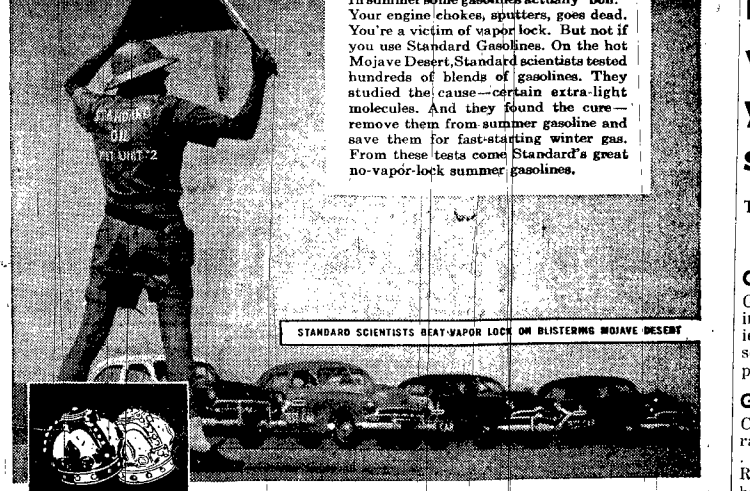 In summer some gasolines actually "boil."
Your engine chokes, sputters, goes dead.
You're a victim of vapor lock. But not if
you use Standard Gasolines. On the hot
Mojave Desert, Standard scientists tested
hundreds of blends of gasolines. They
studied the cause—certain extra-light
molecules. And they found the cure—
remove them from summer gasoline and
save them for fast-starting winter gas.
From these tests come Standard's great
no-vapor-lock summer gasolines.
STANDARD
OIL
UNIT 2
STANDARD SCIENTISTS BEAT VAPOR LOCK ON BLISTERING MOJAVE DESERT
CAR